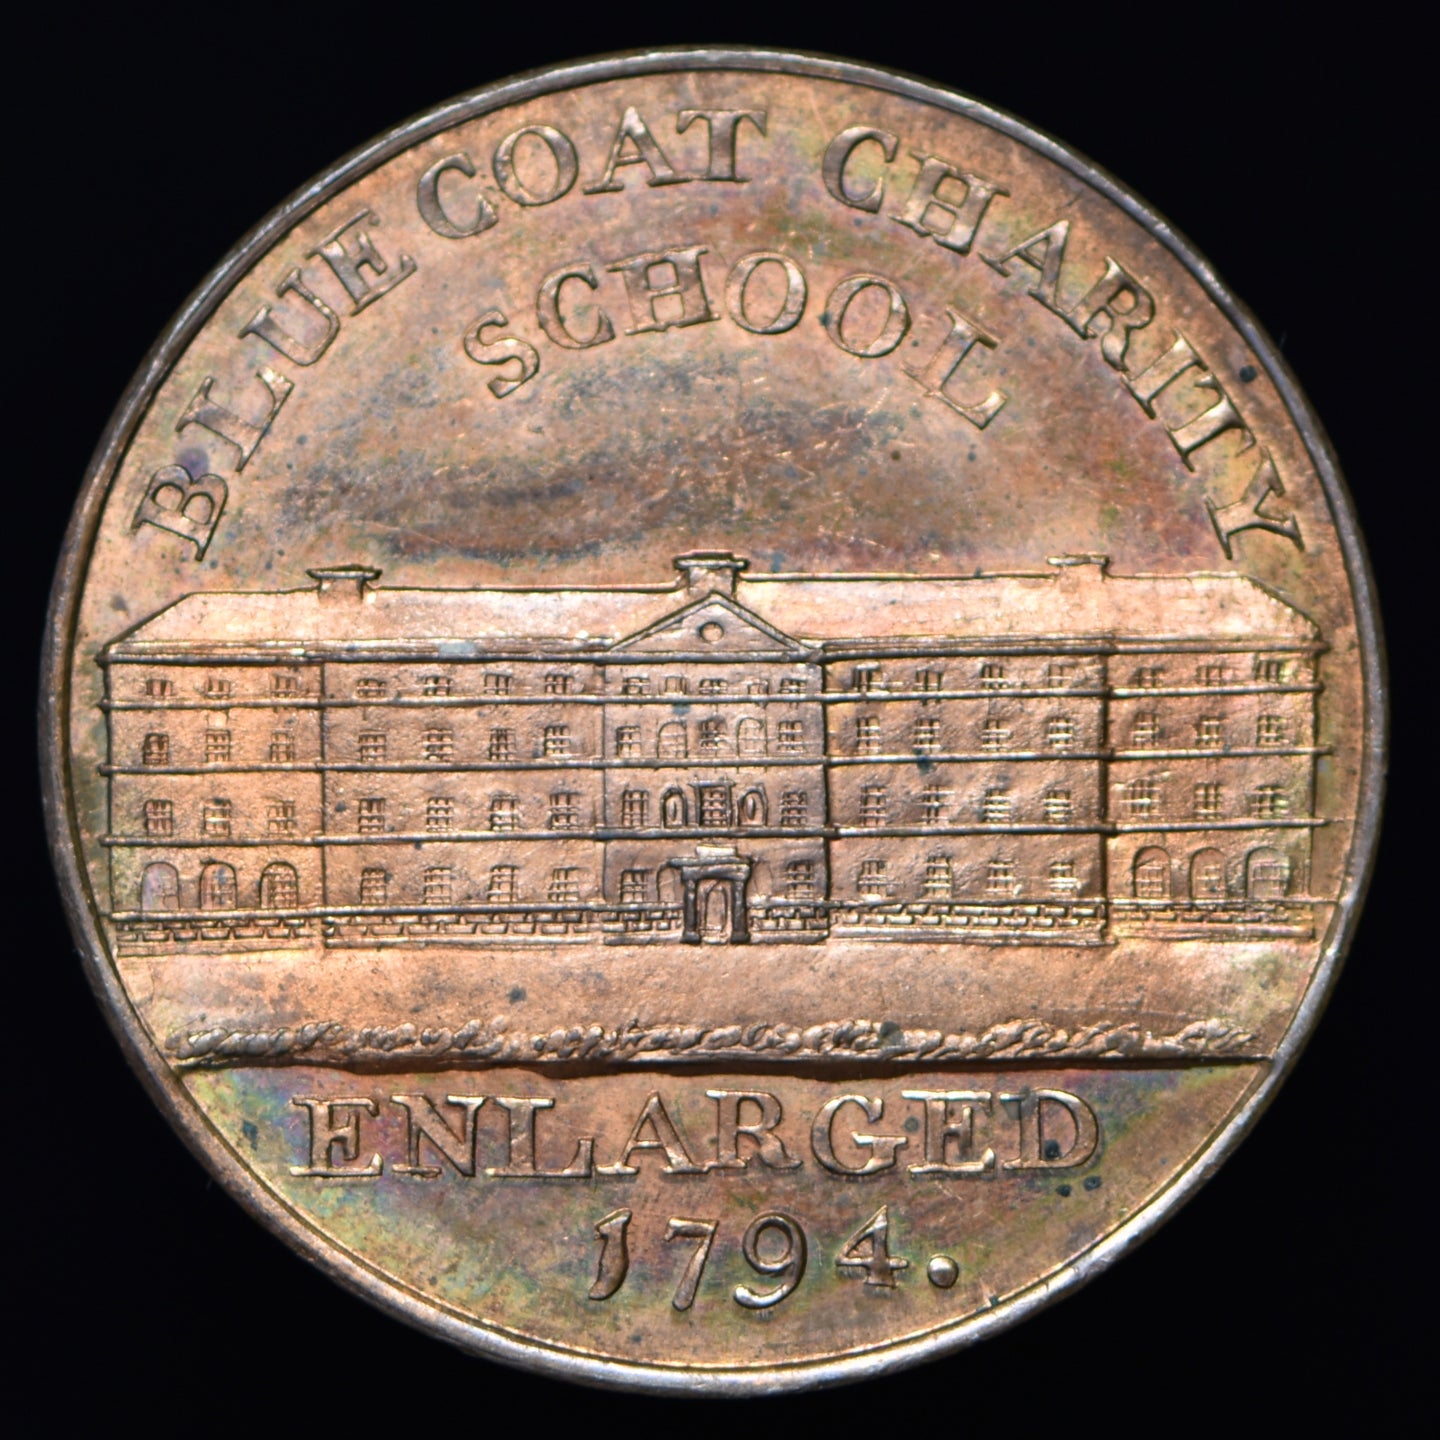 BLUE COAT CHARITY
SCHOOL
ENLARGED
1794.